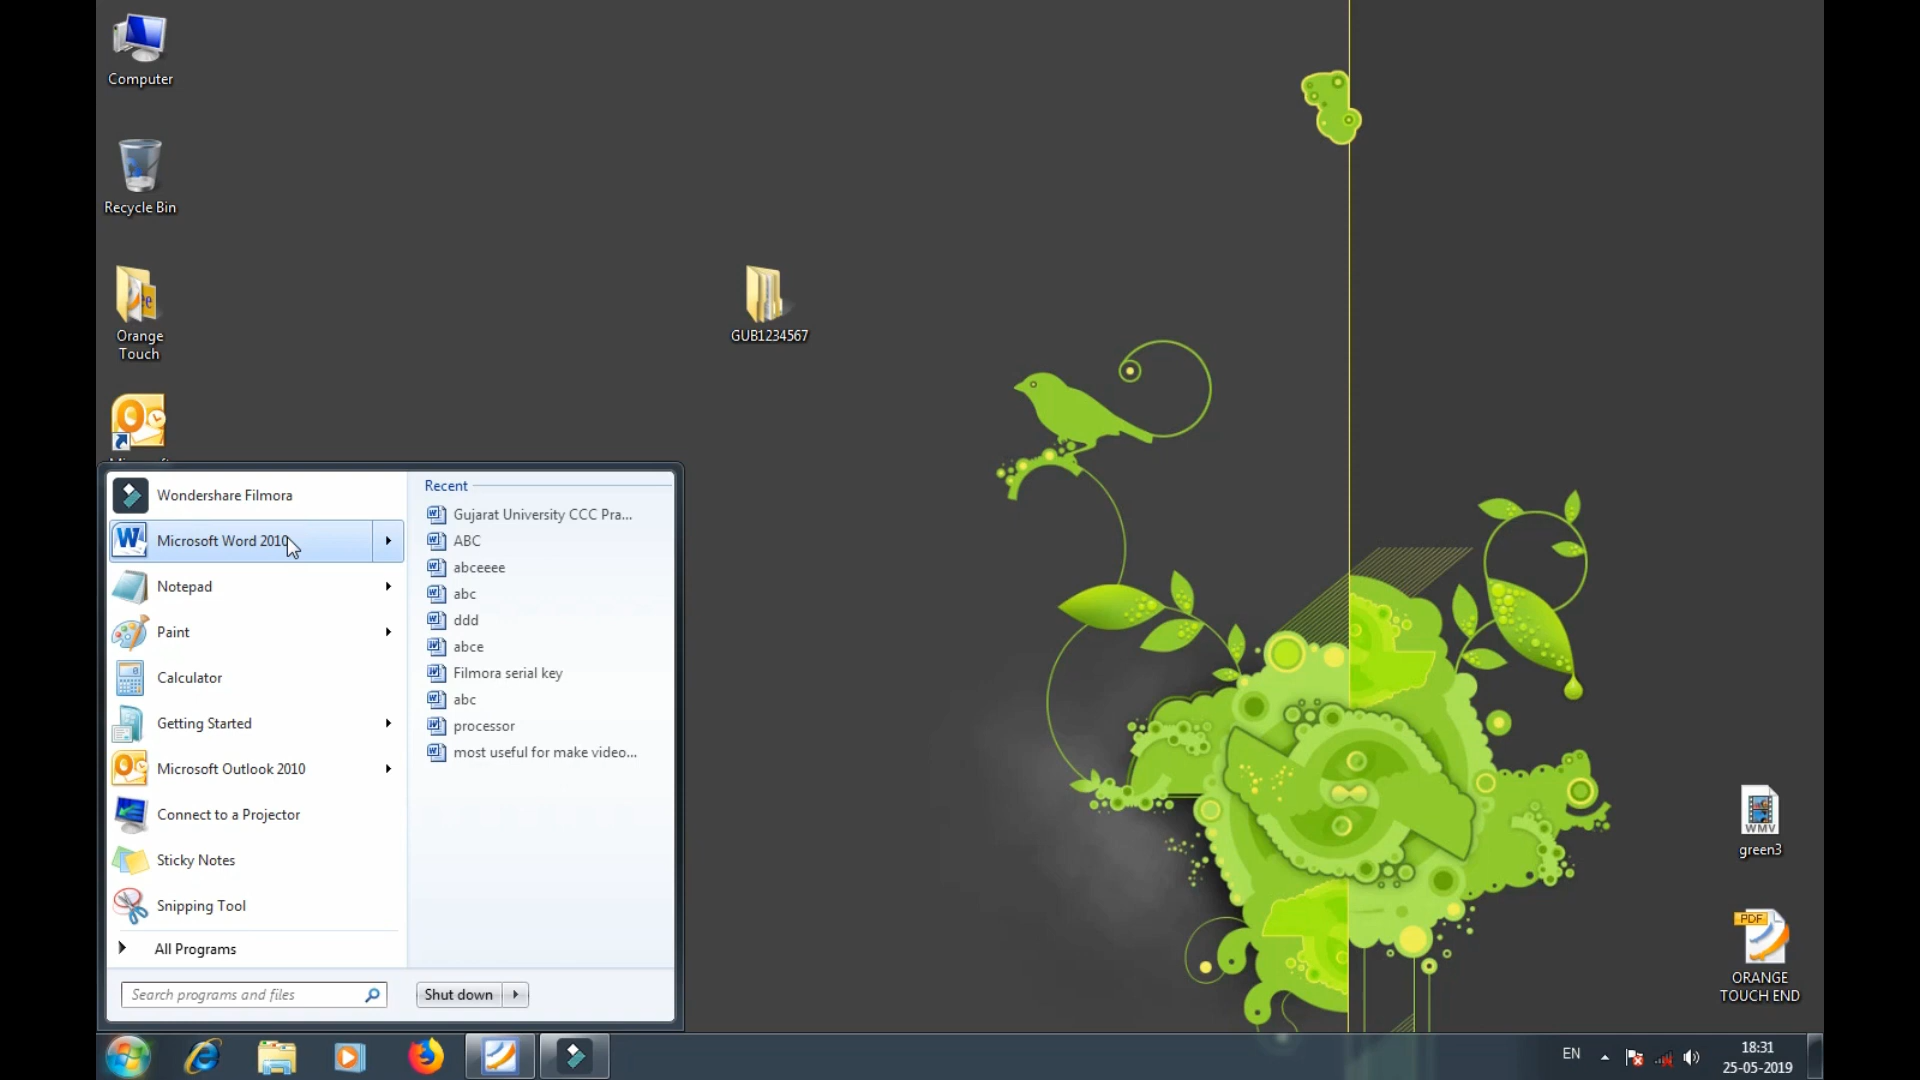 Computer
Recycle Bin
Orange
Touch
GUB1234567
Wondershare Filmora
Microsoft Word 2010
Notepad
Paint
Calculator
Getting Started
Microsoft Outlook 2010
Connect to a Projector
Sticky Notes
Snipping Tool
All Programs
Search programs and files
Recent
Gujarat University CCC Pra...
ABC
abceeee
abc
ddd
abce
Filmora serial key
abc
processor
most useful for make video...
Shut down
WMV
green3
PDF
ORANGE
TOUCH END
EN
18:31
25-05-2019